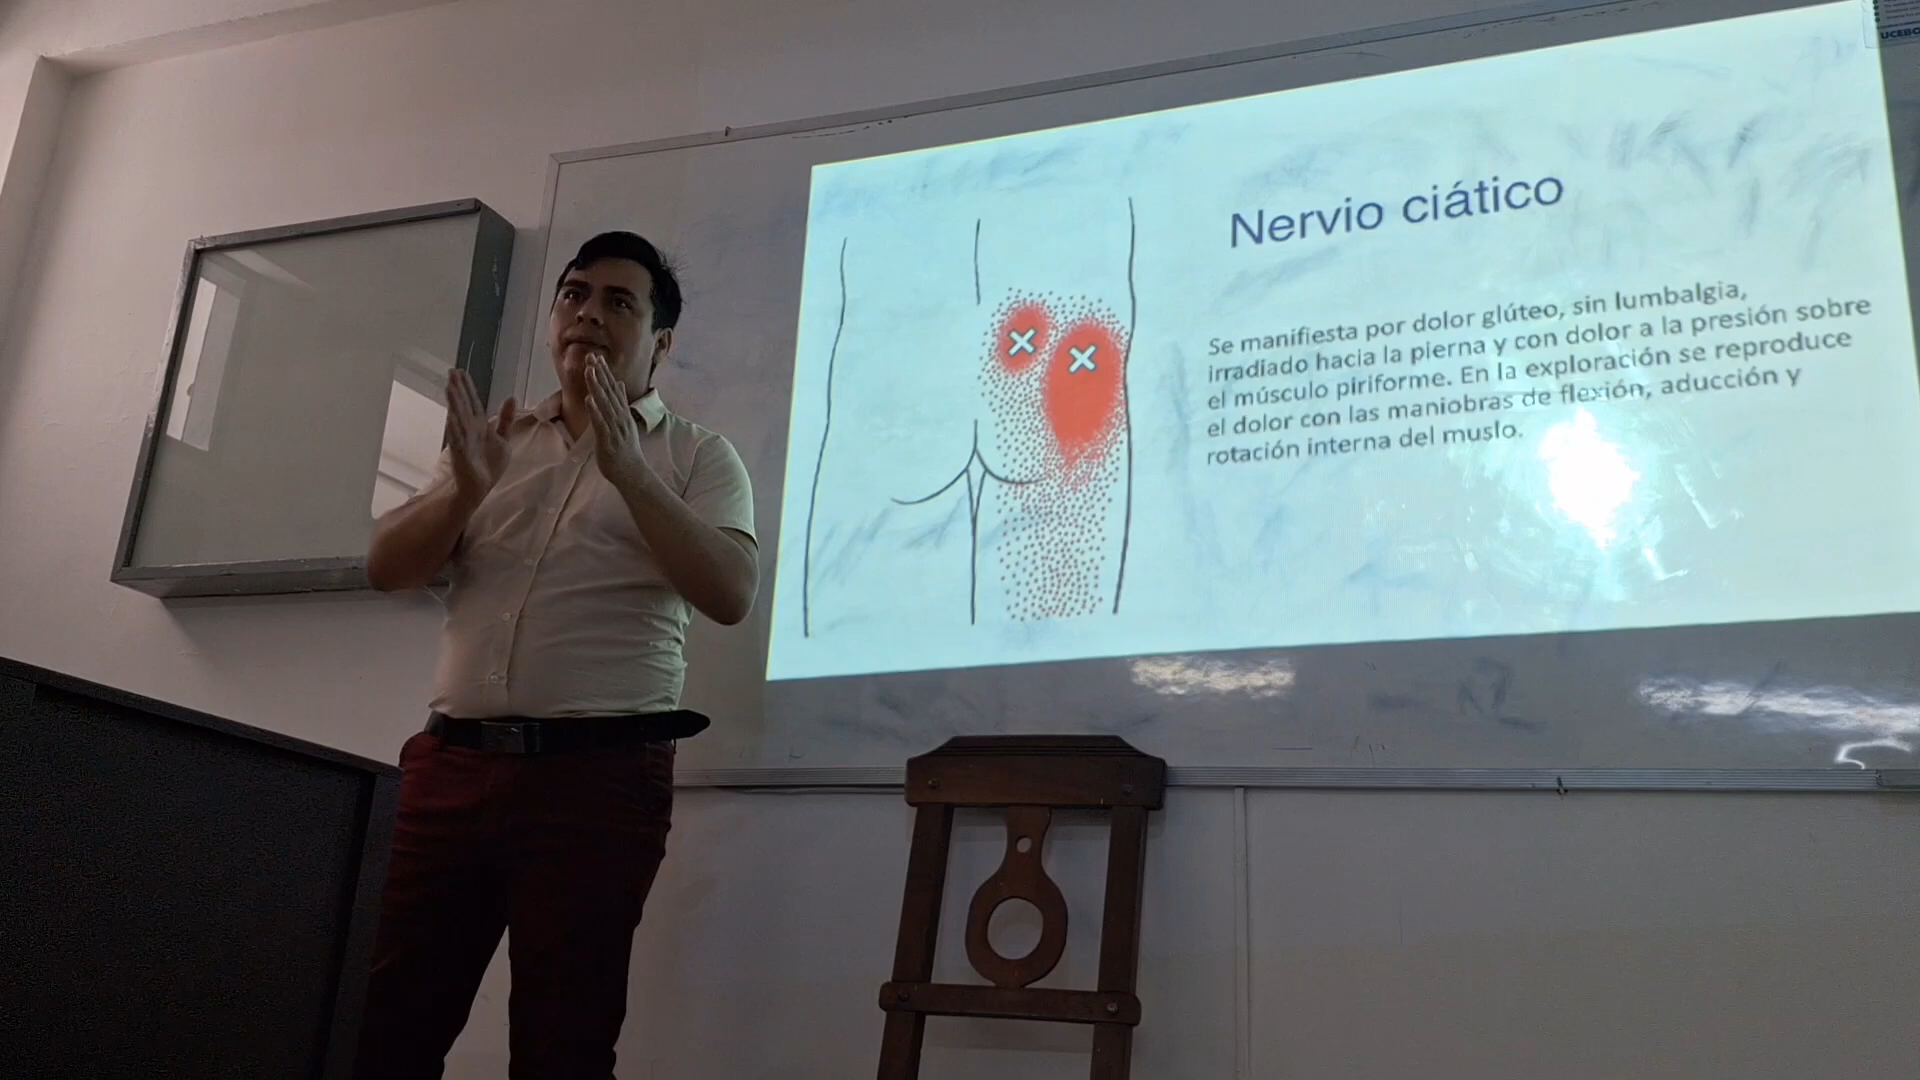 Nervio ciático
Se manifiesta por dolor glúteo, sin lumbalgia,
irradiado hacia la pierna y con dolor a la presión sobre
el músculo piriforme. En la exploración se reproduce
el dolor con las maniobras de flexión, aducción y
rotación interna del muslo.